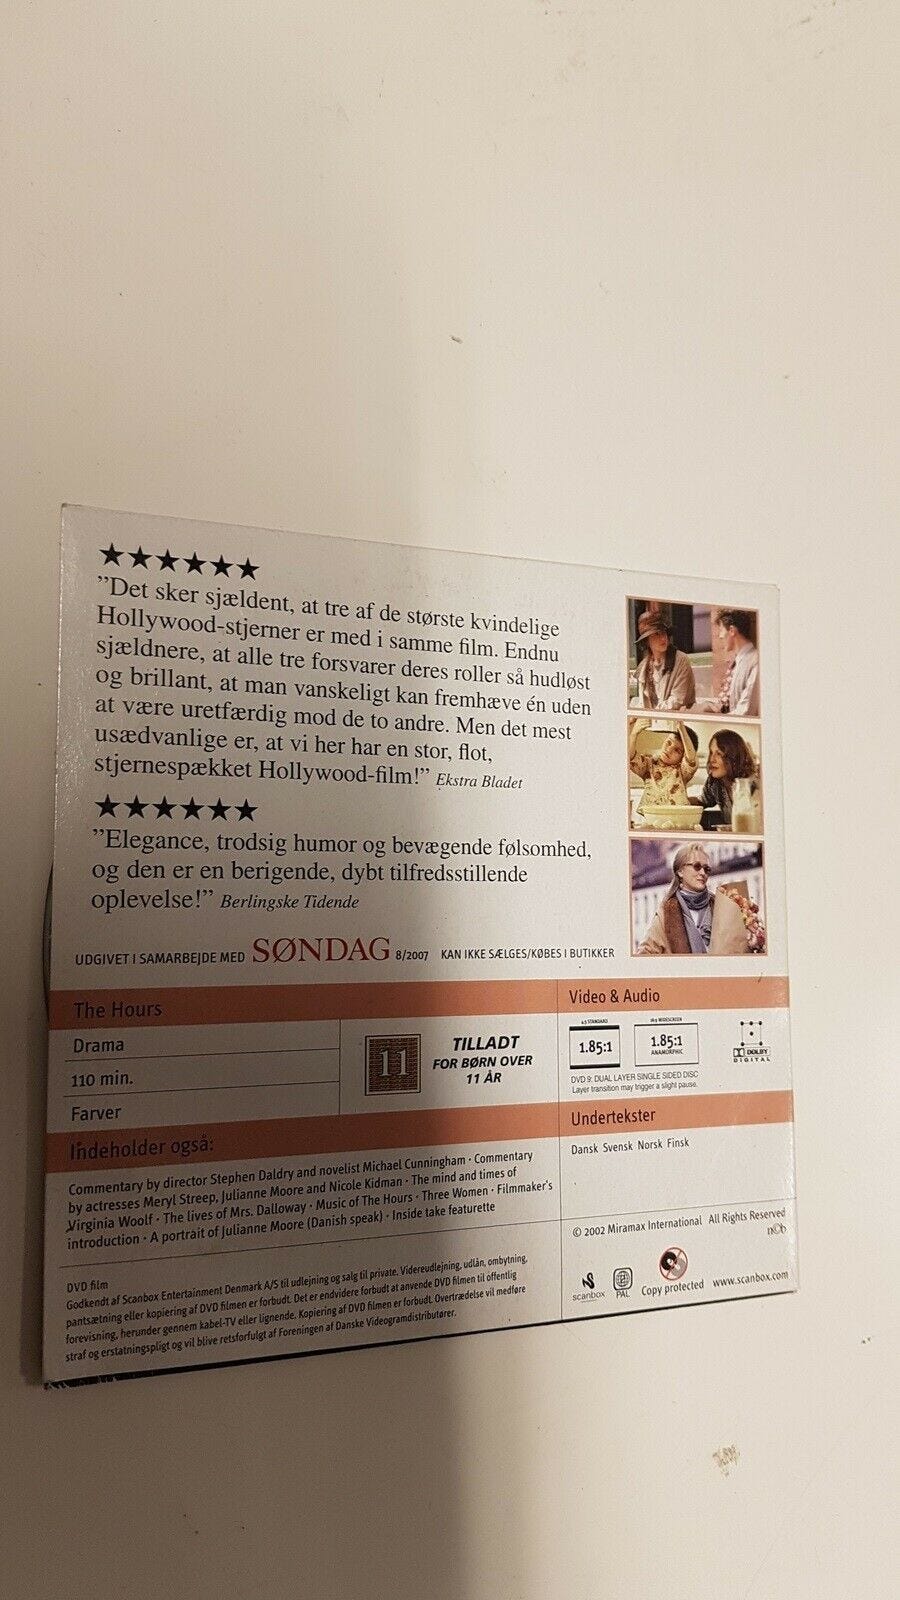 ★★★★★★
”Det sker sjældent, at tre af de største kvindelige
Hollywood-stjerner er med i samme film. Endnu
sjældnere, at alle tre forsvarer deres roller så hudløst
og brillant, at man vanskeligt kan fremhæve én uden
at være uretfærdig mod de to andre. Men det mest
usædvanlige er, at vi her har en stor, flot,
stjernespækket Hollywood-film!” Ekstra Bladet
★★★★★★
”Elegance, trodsig humor og bevægende følsomhed,
og den er en berigende, dybt tilfredsstillende
oplevelse!” Berlingske Tidende
UDGIVET I SAMARBEJDE MED SØNDAG 8/2007 KAN IKKE SÆLGES/KØBES I BUTIKKER
The Hours
Drama
110 min.
Farver
11
TILLADT
FOR BØRN OVER
11 ÅR
Indeholder også:
Commentary by director Stephen Daldry and novelist Michael Cunningham · Commentary
by actresses Meryl Streep, Julianne Moore and Nicole Kidman · The mind and times of
Virginia Woolf · The lives of Mrs. Dalloway · Music of The Hours · Three Women · Filmmaker's
introduction · A portrait of Julianne Moore (Danish speak) · Inside take featurette
DVD film
Godkendt af Scanbox Entertainment Denmark A/S til udlejning og salg til private. Videreudlejning, udlån, ombytning,
pantsætning eller kopiering af DVD filmen er forbudt. Det er endvidere forbudt at anvende DVD filmen til offentlig
forevisning, herunder gennem kabel-TV eller lignende. Kopiering af DVD filmen er forbudt. Overtrædelse vil medføre
straf og erstatningspligt og vil blive retsforfulgt af Foreningen af Danske Videogramdistributører.
Video & Audio
4:3 STANDARD
1.85:1
16:9 WIDESCREEN
1.85:1
ANAMORPHIC
DOLBY
DIGITAL
DVD 9: DUAL LAYER SINGLE SIDED DISC
Layer transition may trigger a slight pause.
Undertekster
Dansk Svensk Norsk Finsk
© 2002 Miramax International All Rights Reserved
n©b
scanbox
PAL
Copy protected
www.scanbox.com